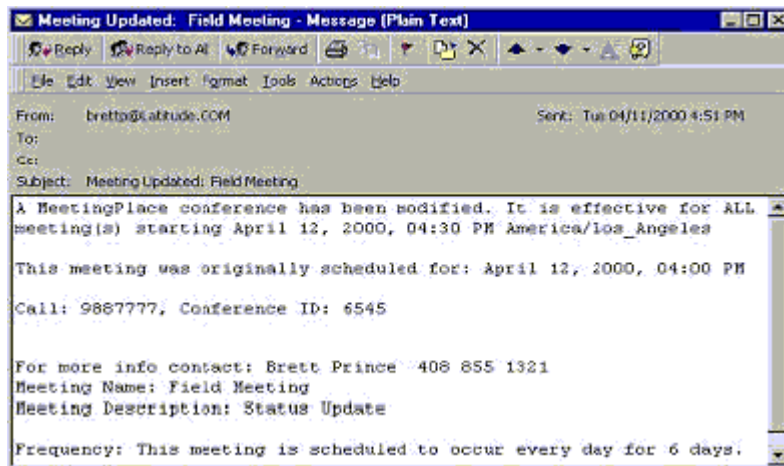 Meeting Updated: Field Meeting - Message (Plain Text)
Reply Reply to All Forward
File Edit View Insert Format Tools Actions Help
From: brettp@Latitude.COM Sent: Tue 04/11/2000 4:51 PM
To:
Cc:
Subject: Meeting Updated: Field Meeting
A MeetingPlace conference has been modified. It is effective for ALL
meeting(s) starting April 12, 2000, 04:30 PM America/Los_Angeles
This meeting was originally scheduled for: April 12, 2000, 04:00 PM
Call: 9887777, Conference ID: 6545
For more info contact: Brett Prince 408 855 1321
Meeting Name: Field Meeting
Meeting Description: Status Update
Frequency: This meeting is scheduled to occur every day for 6 days.